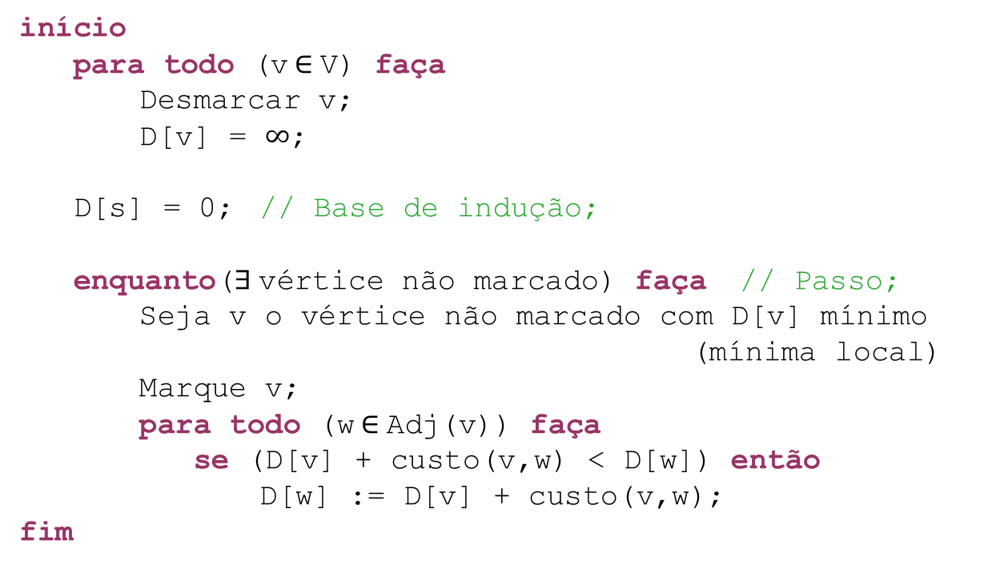 início
para todo (v∈V) faça
Desmarcar v;
D[v] = ∞;
D[s] = 0; // Base de indução;
enquanto(∃ vértice não marcado) faça // Passo;
Seja v o vértice não marcado com D[v] mínimo
(mínima local)
Marque v;
para todo (w∈Adj(v)) faça
se (D[v] + custo(v,w) < D[w]) então
D[w] := D[v] + custo(v,w);
fim